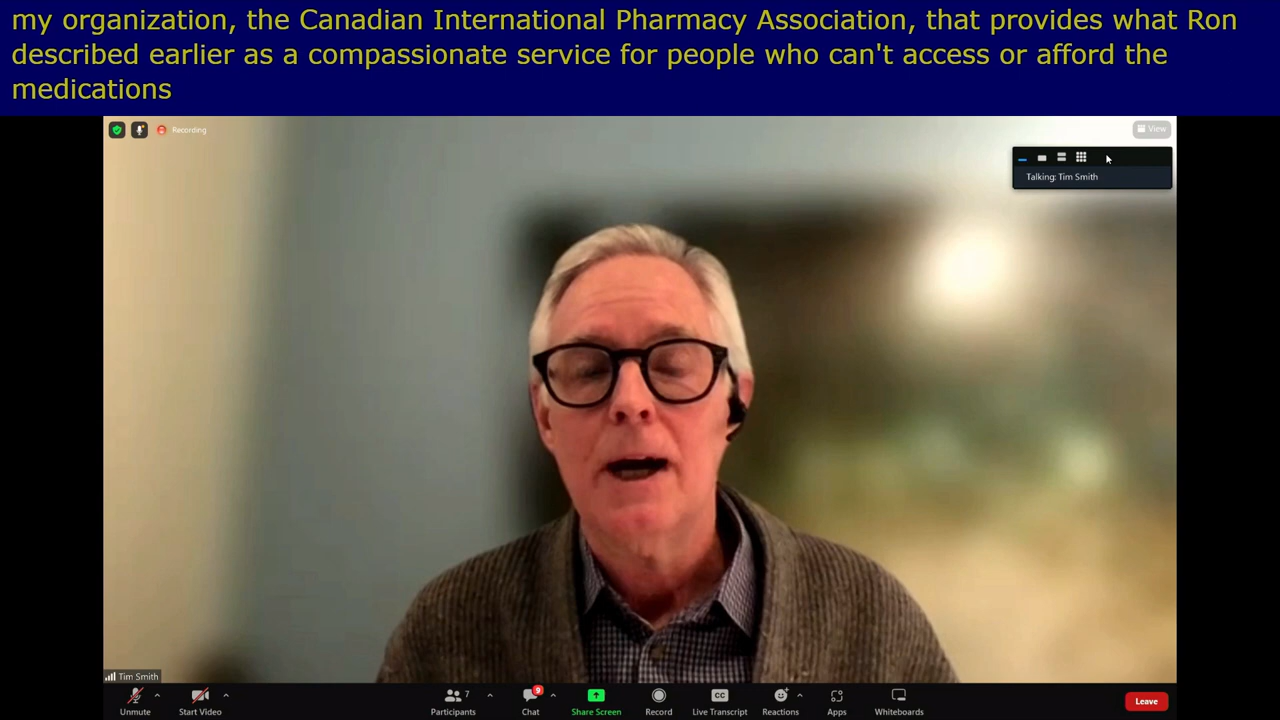 my organization, the Canadian International Pharmacy Association, that provides what Ron
described earlier as a compassionate service for people who can't access or afford the
medications
Recording
View
Talking: Tim Smith
Tim Smith
Unmute
Start Video
Participants
7
Chat
9
Share Screen
Record
CC
Live Transcript
Reactions
Apps
Whiteboards
Leave